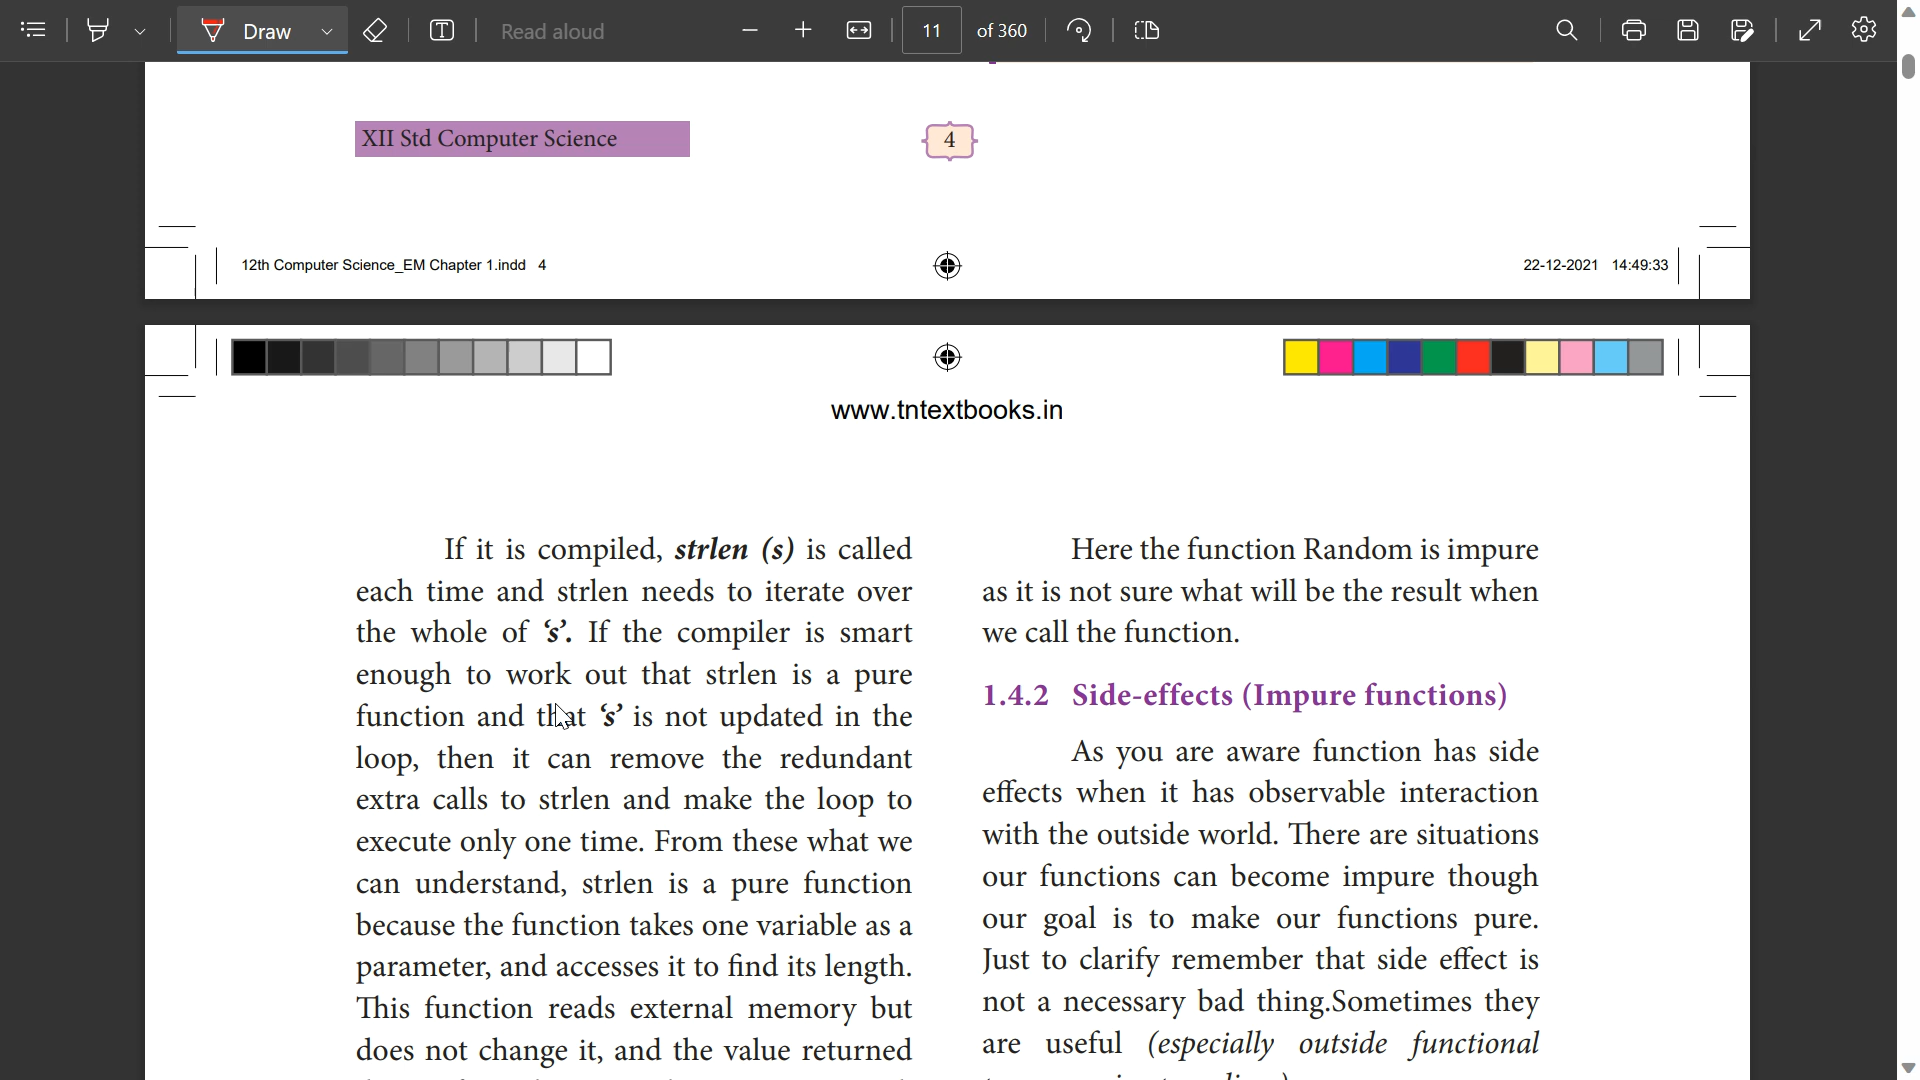 Draw
Read aloud
11 of 360
XII Std Computer Science
4
12th Computer Science_EM Chapter 1.indd 4
22-12-2021 14:49:33
www.tntextbooks.in
If it is compiled, strlen (s) is called
each time and strlen needs to iterate over
the whole of ‘s’. If the compiler is smart
enough to work out that strlen is a pure
function and that ‘s’ is not updated in the
loop, then it can remove the redundant
extra calls to strlen and make the loop to
execute only one time. From these what we
can understand, strlen is a pure function
because the function takes one variable as a
parameter, and accesses it to find its length.
This function reads external memory but
does not change it, and the value returned
Here the function Random is impure
as it is not sure what will be the result when
we call the function.
1.4.2 Side-effects (Impure functions)
As you are aware function has side
effects when it has observable interaction
with the outside world. There are situations
our functions can become impure though
our goal is to make our functions pure.
Just to clarify remember that side effect is
not a necessary bad thing.Sometimes they
are useful (especially outside functional